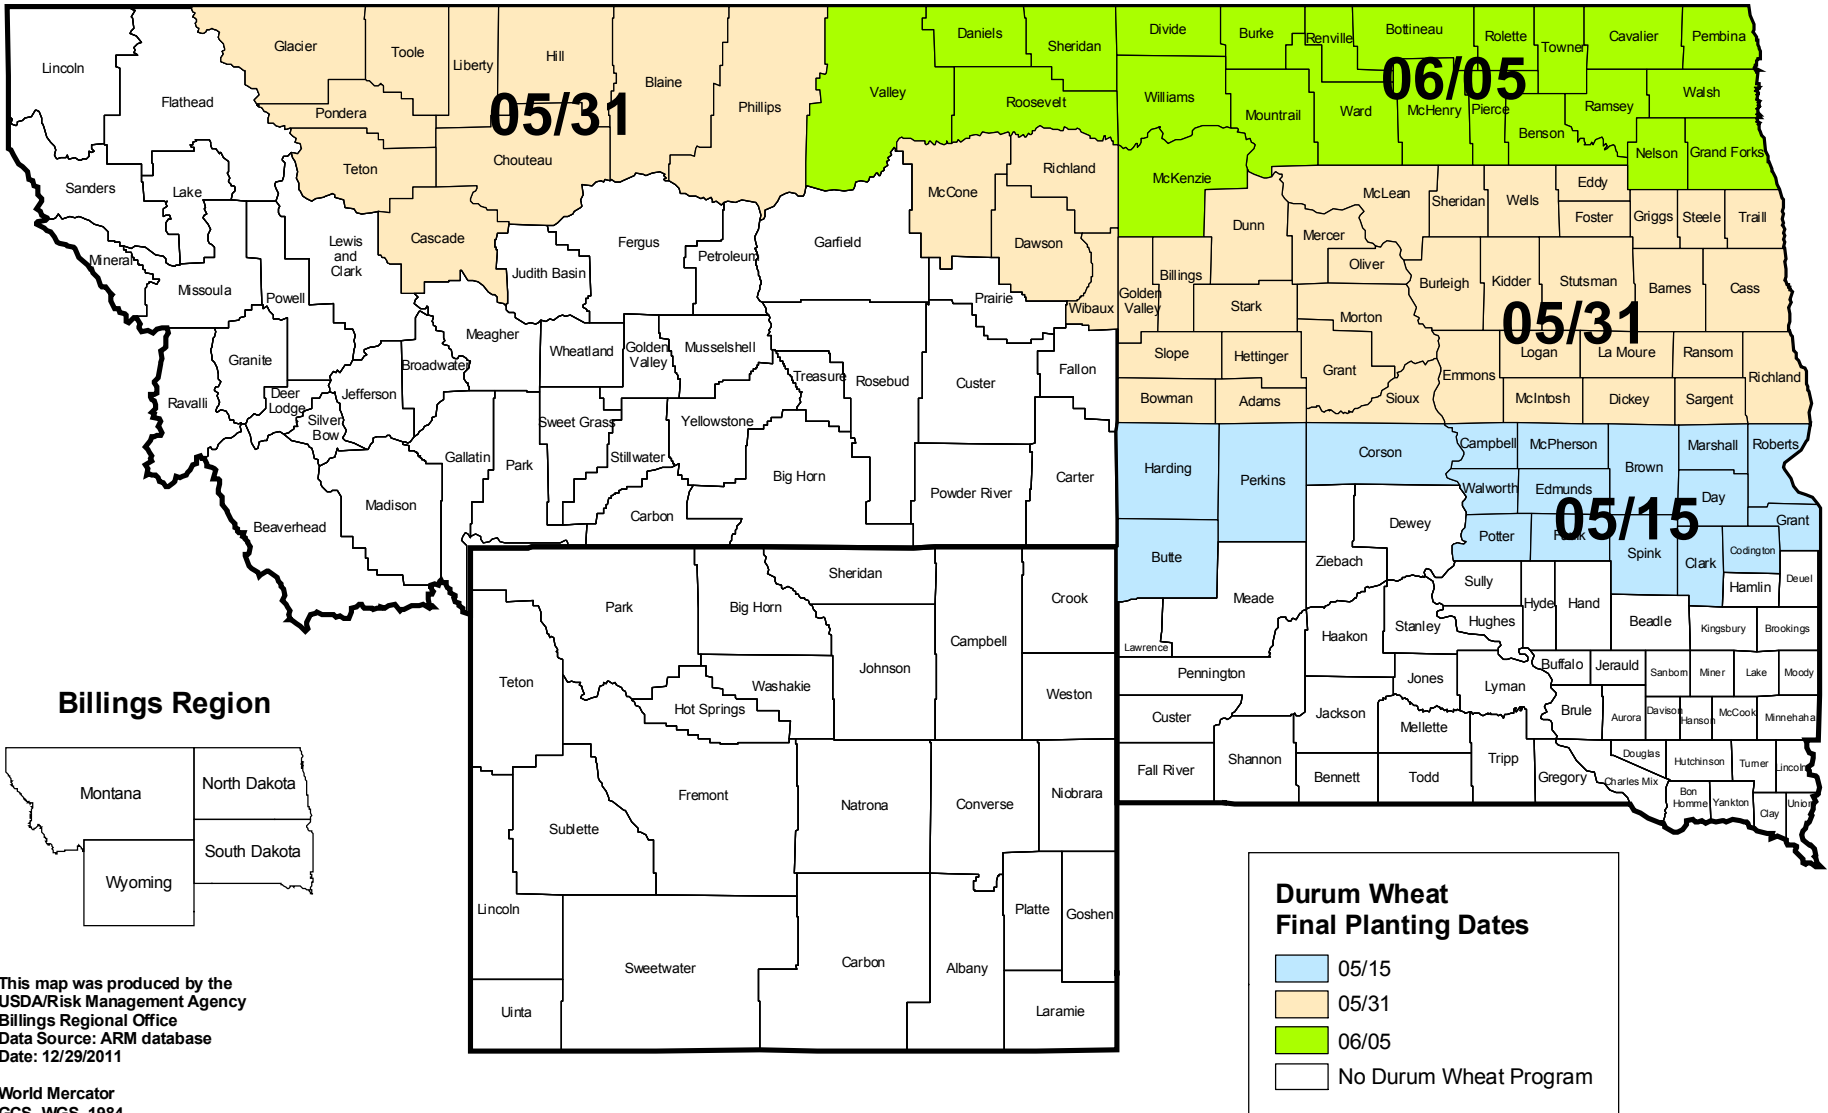 Lincoln
Flathead
Glacier
Toole
Liberty
Hill
Blaine
Phillips
Valley
Daniels
Sheridan
Roosevelt
Pondera
Teton
Chouteau
05/31
Sanders
Lake
Cascade
Lewis
and
Clark
Mineral
Missoula
Powell
Judith Basin
Fergus
Petroleum
Garfield
McCone
Richland
Dawson
Prairie
Wibaux
Meagher
Wheatland
Golden
Valley
Musselshell
Treasure
Rosebud
Custer
Fallon
Granite
Ravalli
Deer
Lodge
Silver
Bow
Jefferson
Broadwater
Sweet Grass
Stillwater
Yellowstone
Big Horn
Powder River
Carter
Gallatin
Park
Carbon
Madison
Beaverhead
Divide
Burke
Renville
Bottineau
Rolette
Towner
Cavalier
Pembina
06/05
Williams
Mountrail
Ward
McHenry
Pierce
Benson
Ramsey
Walsh
Nelson
Grand Forks
McKenzie
Dunn
McLean
Sheridan
Wells
Eddy
Foster
Griggs
Steele
Traill
Mercer
Oliver
Golden
Valley
Billings
Stark
Morton
Burleigh
Kidder
Stutsman
Barnes
Cass
05/31
Slope
Hettinger
Grant
Sioux
Emmons
Logan
La Moure
Ransom
Richland
Bowman
Adams
McIntosh
Dickey
Sargent
Harding
Perkins
Corson
Campbell
McPherson
Brown
Marshall
Roberts
Walworth
Edmunds
Day
Grant
05/15
Butte
Dewey
Ziebach
Potter
Spink
Clark
Codington
Hamlin
Deuel
Meade
Sully
Hyde
Hand
Beadle
Kingsbury
Brookings
Lawrence
Haakon
Stanley
Hughes
Pennington
Jones
Lyman
Buffalo
Jerauld
Sanborn
Miner
Lake
Moody
Custer
Jackson
Mellette
Brule
Aurora
Davison
Hanson
McCook
Minnehaha
Fall River
Shannon
Bennett
Todd
Tripp
Gregory
Charles Mix
Douglas
Hutchinson
Turner
Lincoln
Bon
Homme
Yankton
Clay
Union
Park
Big Horn
Sheridan
Johnson
Campbell
Crook
Weston
Teton
Washakie
Hot Springs
Fremont
Sublette
Natrona
Converse
Niobrara
Lincoln
Platte
Goshen
Sweetwater
Carbon
Albany
Laramie
Uinta
Billings Region
Montana
North Dakota
South Dakota
Wyoming
This map was produced by the
USDA/Risk Management Agency
Billings Regional Office
Data Source: ARM database
Date: 12/29/2011
World Mercator
GCS_WGS_1984
Durum Wheat
Final Planting Dates
05/15
05/31
06/05
No Durum Wheat Program